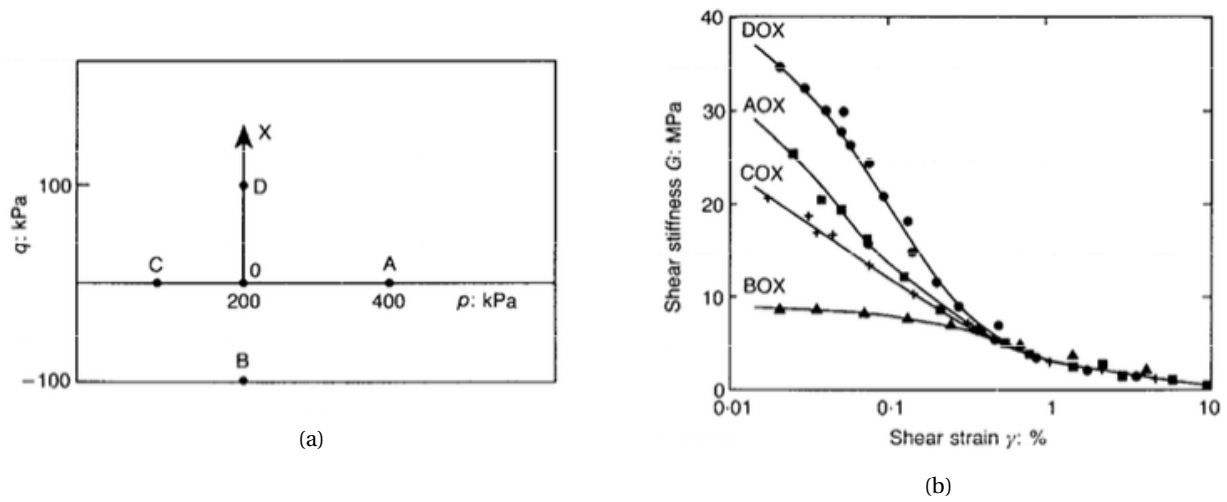 X
100
D
q: kPa
C
0
A
200
400
p: kPa
B
−100
(a)
40
DOX
30
AOX
Shear stiffness G: MPa
COX
20
10
BOX
0
0·01
0·1
1
10
Shear strain γ: %
(b)